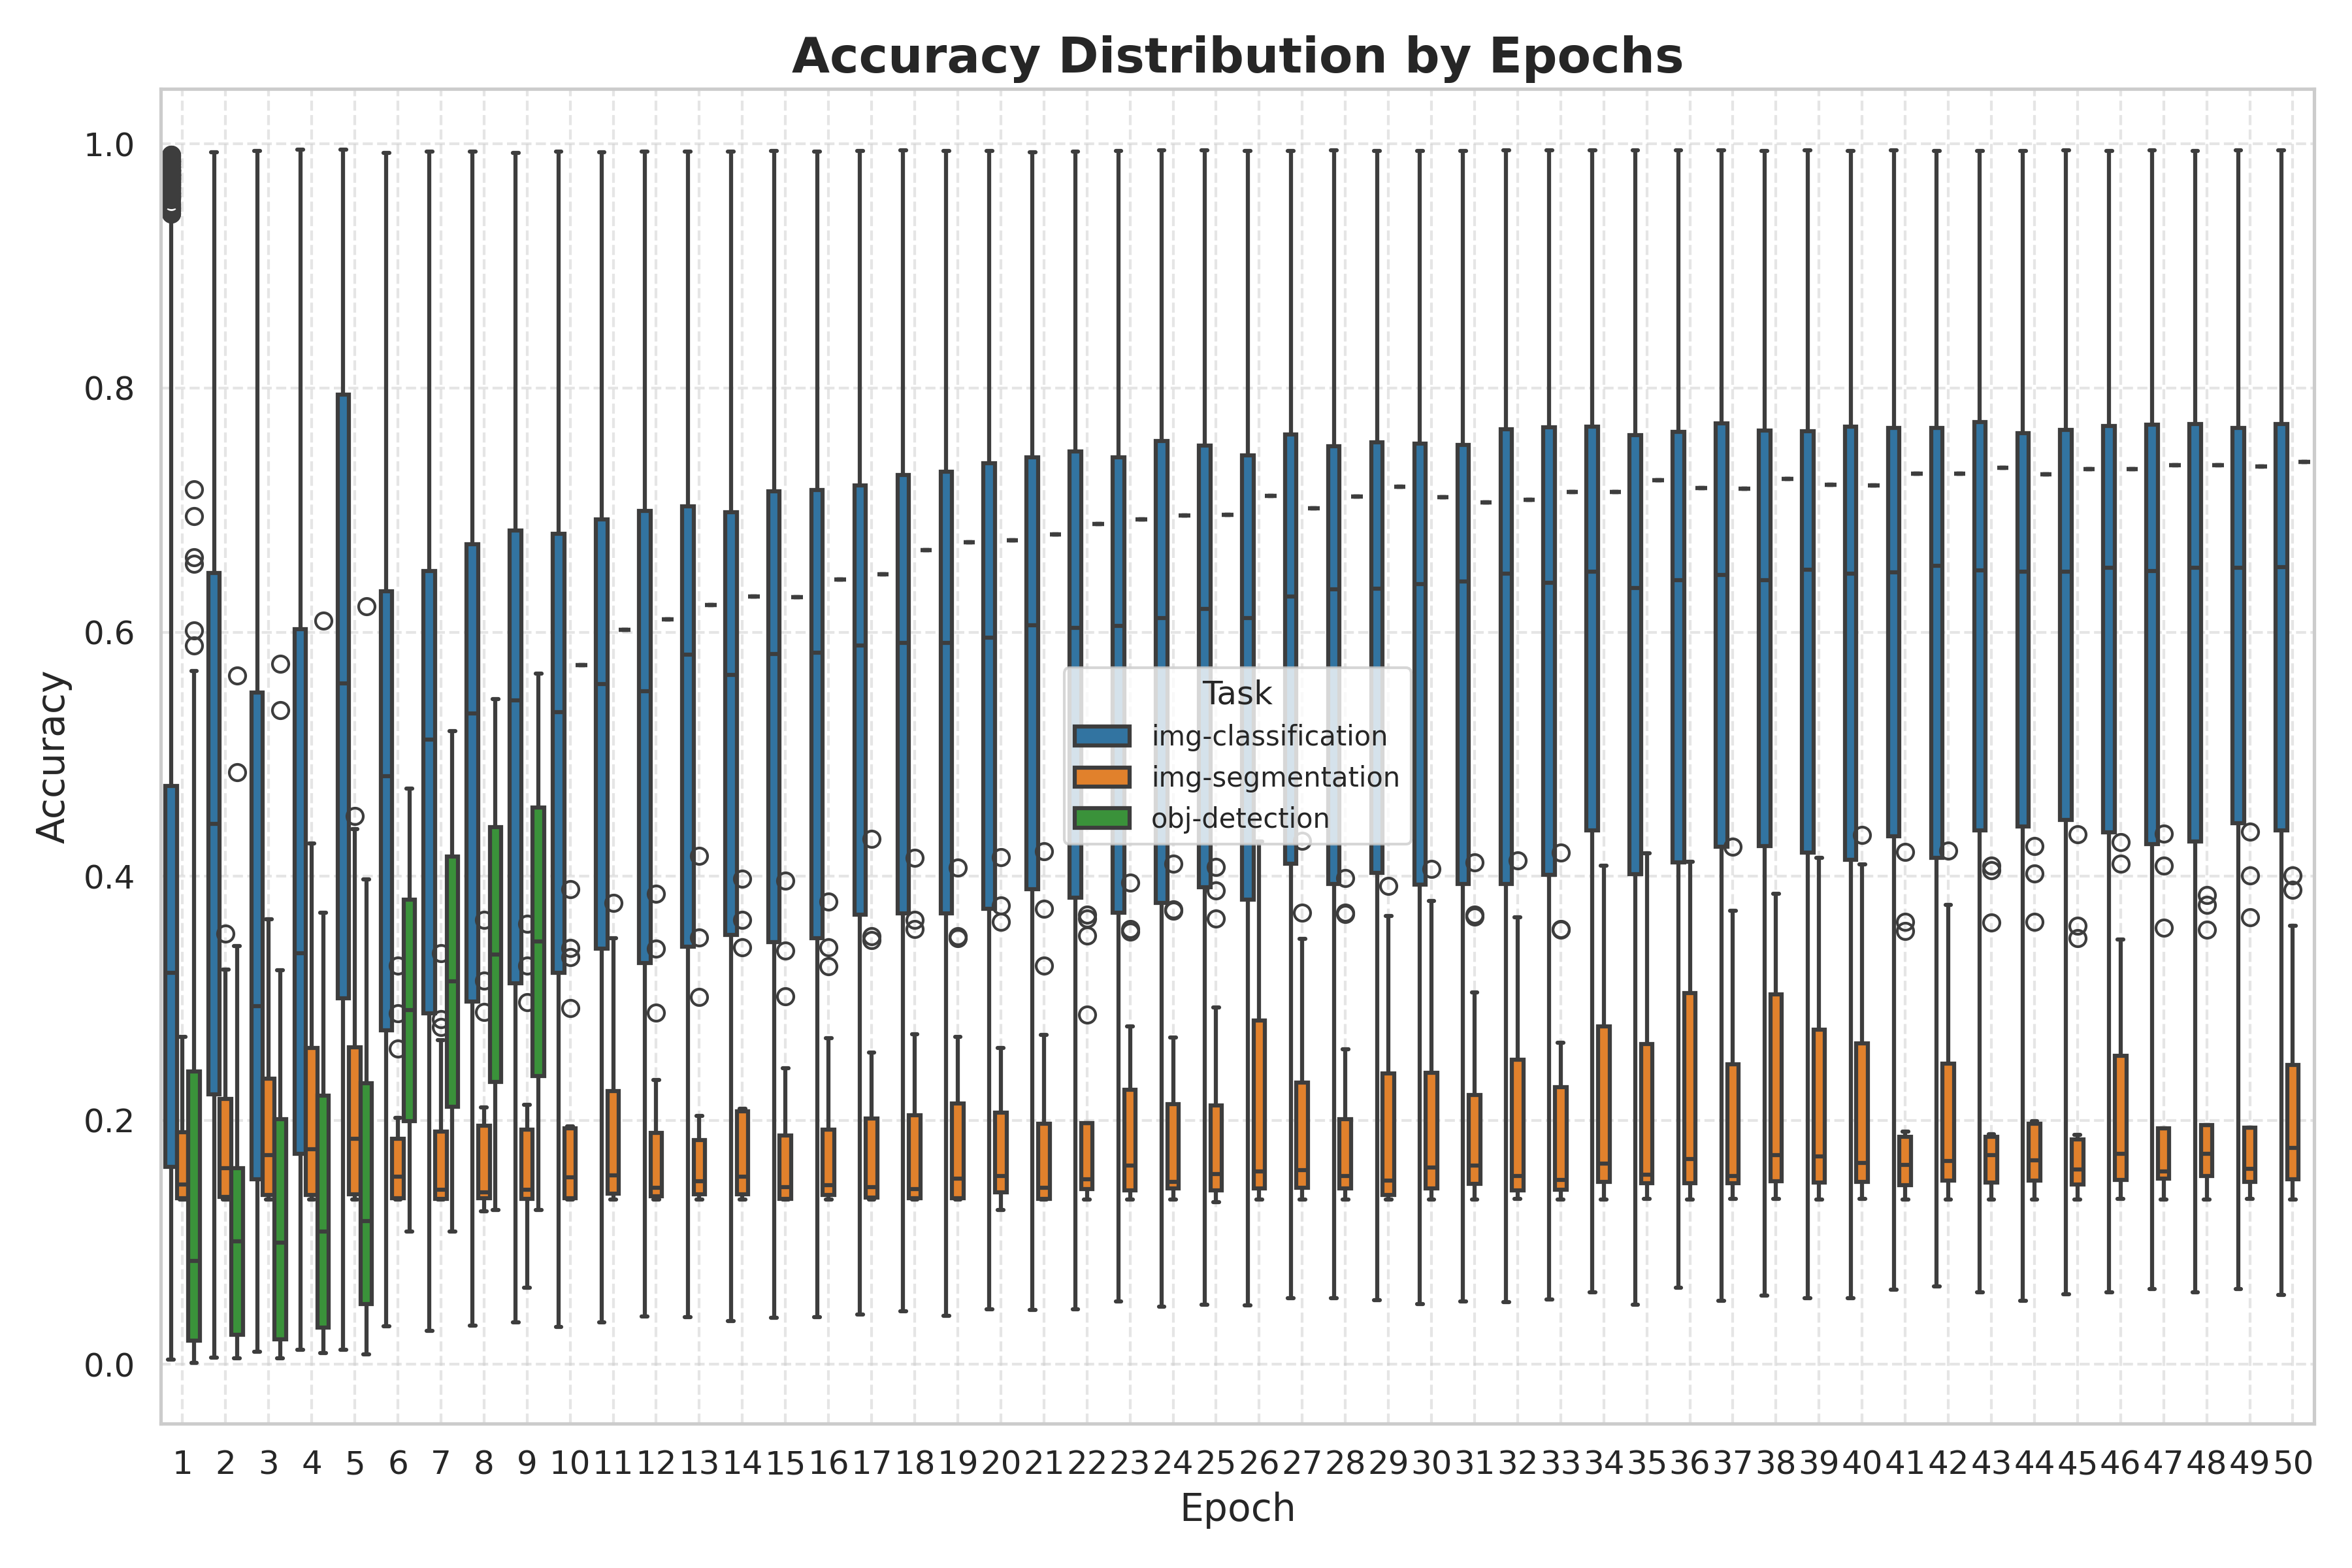 Accuracy Distribution by Epochs
1.0
0.8
0.6
0.4
0.2
0.0
Accuracy
Task
img-classification
img-segmentation
obj-detection
1 2 3 4 5 6 7 8 9 10 11 12 13 14 15 16 17 18 19 20 21 22 23 24 25 26 27 28 29 30 31 32 33 34 35 36 37 38 39 40 41 42 43 44 45 46 47 48 49 50
Epoch